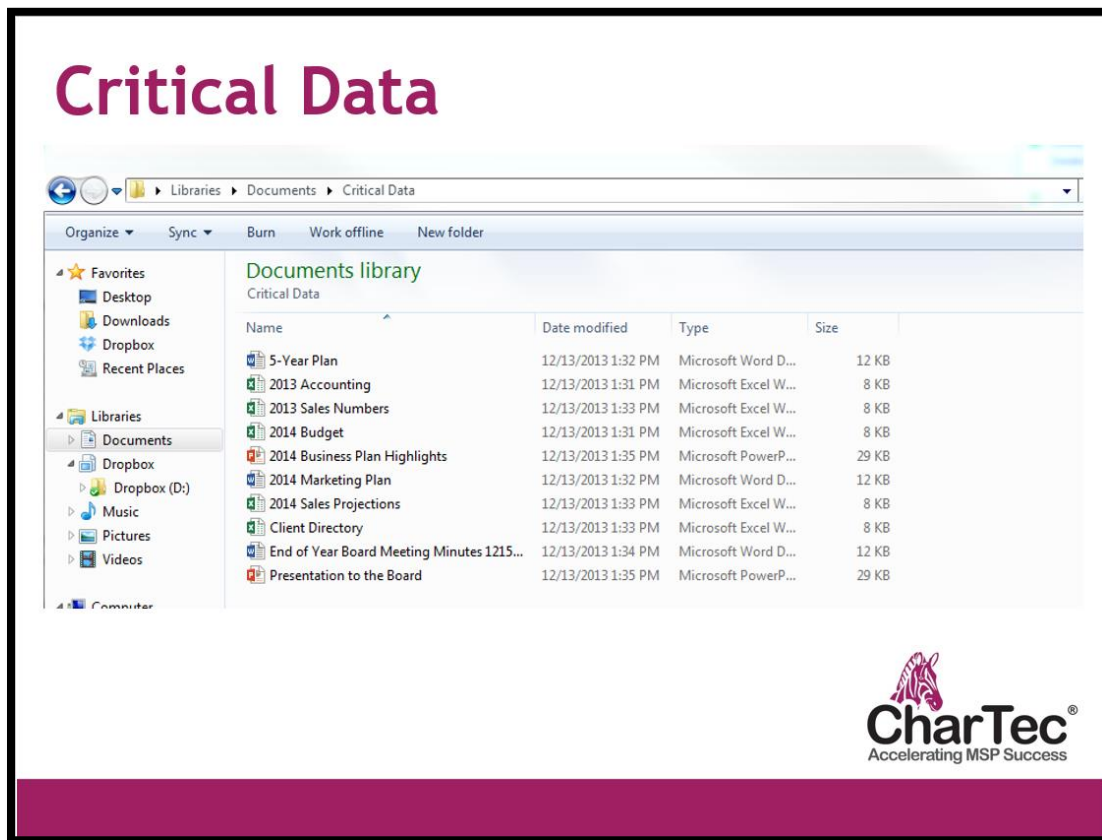 Critical Data
Libraries Documents Critical Data
Organize Sync Burn Work offline New folder
Favorites
Desktop
Downloads
Dropbox
Recent Places
Libraries
Documents
Dropbox
Dropbox (D:)
Music
Pictures
Videos
Computer
Documents library
Critical Data
Name Date modified Type Size
5-Year Plan 12/13/2013 1:32 PM Microsoft Word D... 12 KB
2013 Accounting 12/13/2013 1:31 PM Microsoft Excel W... 8 KB
2013 Sales Numbers 12/13/2013 1:33 PM Microsoft Excel W... 8 KB
2014 Budget 12/13/2013 1:31 PM Microsoft Excel W... 8 KB
2014 Business Plan Highlights 12/13/2013 1:35 PM Microsoft PowerP... 29 KB
2014 Marketing Plan 12/13/2013 1:32 PM Microsoft Word D... 12 KB
2014 Sales Projections 12/13/2013 1:33 PM Microsoft Excel W... 8 KB
Client Directory 12/13/2013 1:33 PM Microsoft Excel W... 8 KB
End of Year Board Meeting Minutes 1215... 12/13/2013 1:34 PM Microsoft Word D... 12 KB
Presentation to the Board 12/13/2013 1:35 PM Microsoft PowerP... 29 KB
CharTec®
Accelerating MSP Success